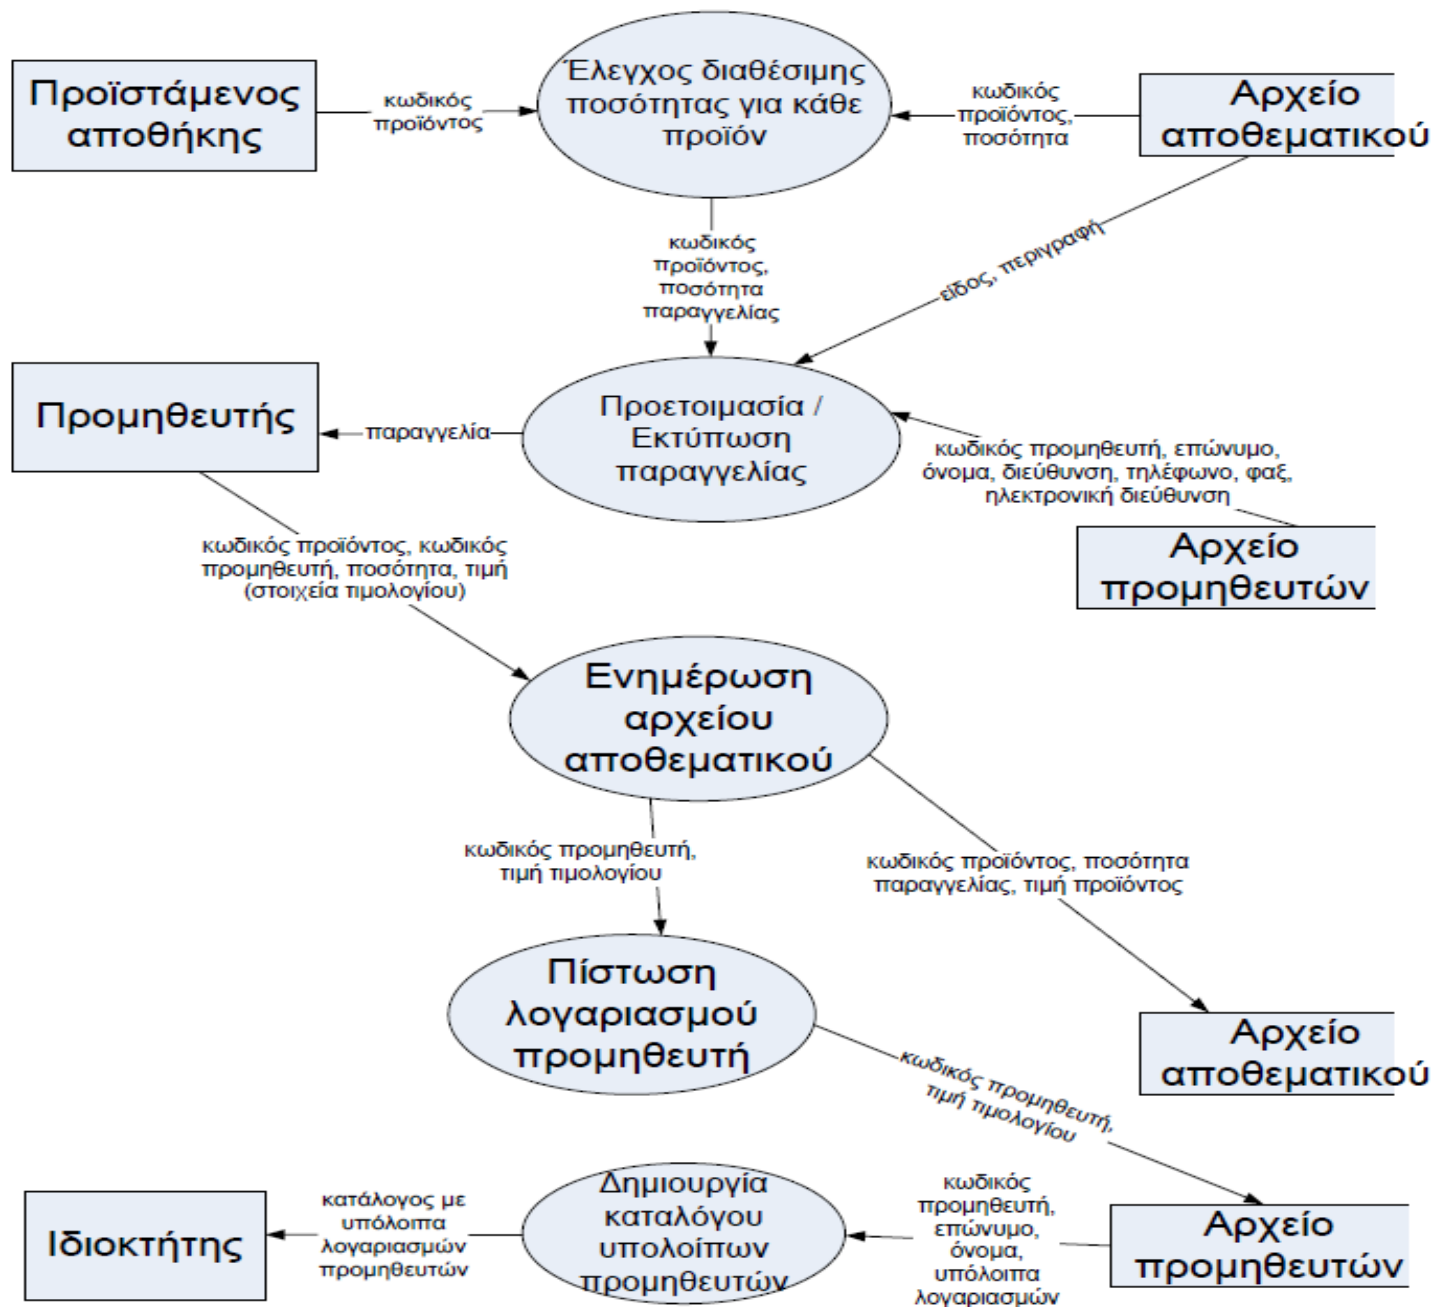 Προϊστάμενος
αποθήκης
κωδικός
προϊόντος
Έλεγχος διαθέσιμης
ποσότητας για κάθε
προϊόν
κωδικός
προϊόντος,
ποσότητα
Αρχείο
αποθεματικού
κωδικός
προϊόντος,
ποσότητα
παραγγελίας
είδος, περιγραφή
Προμηθευτής
παραγγελία
Προετοιμασία /
Εκτύπωση
παραγγελίας
κωδικός προμηθευτή, επώνυμο,
όνομα, διεύθυνση, τηλέφωνο, φαξ,
ηλεκτρονική διεύθυνση
Αρχείο
προμηθευτών
κωδικός προϊόντος, κωδικός
προμηθευτή, ποσότητα, τιμή
(στοιχεία τιμολογίου)
Ενημέρωση
αρχείου
αποθεματικού
κωδικός προμηθευτή,
τιμή τιμολογίου
κωδικός προϊόντος, ποσότητα
παραγγελίας, τιμή προϊόντος
Πίστωση
λογαριασμού
προμηθευτή
Αρχείο
αποθεματικού
κωδικός προμηθευτή,
τιμή τιμολογίου
Ιδιοκτήτης
κατάλογος με
υπόλοιπα
λογαριασμών
προμηθευτών
Δημιουργία
καταλόγου
υπολοίπων
προμηθευτών
κωδικός
προμηθευτή,
επώνυμο,
όνομα,
υπόλοιπα
λογαριασμών
Αρχείο
προμηθευτών